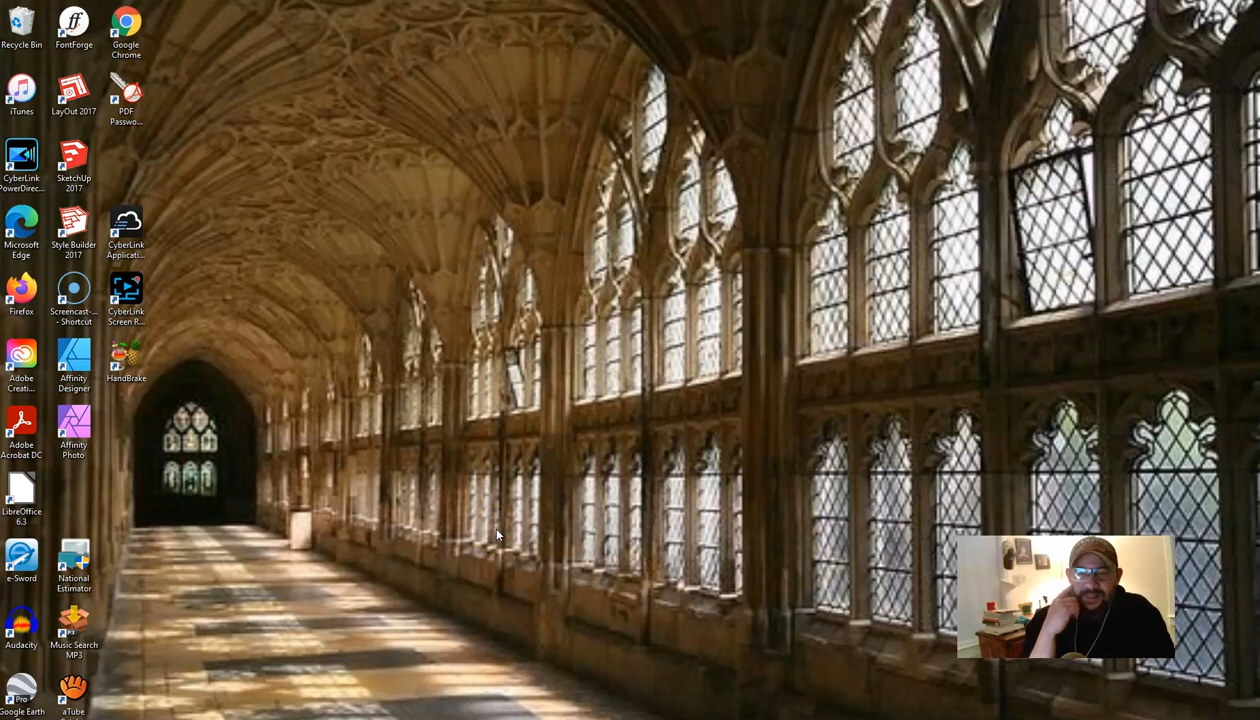 Recycle Bin
FontForge
Google
Chrome
iTunes
LayOut 2017
PDF
Passwo...
CyberLink
PowerDirec...
SketchUp
2017
Microsoft
Edge
Style Builder
2017
CyberLink
Applicati...
Firefox
Screencast-...
- Shortcut
CyberLink
Screen R...
Adobe
Creati...
Affinity
Designer
HandBrake
Adobe
Acrobat DC
Affinity
Photo
LibreOffice
6.3
e-Sword
National
Estimator
Audacity
Music Search
MP3
Pro
Google Earth
aTube